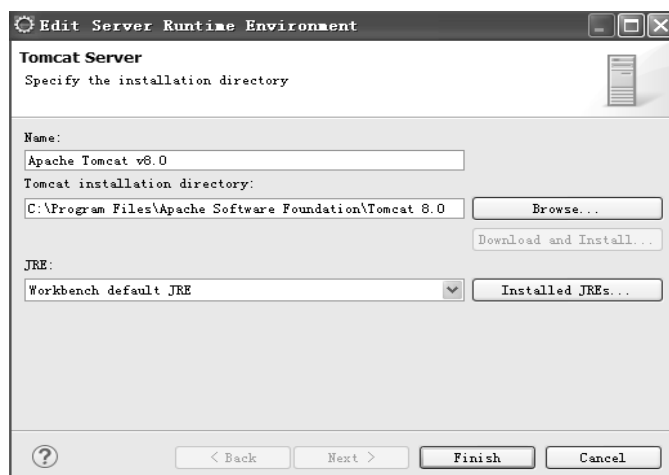 Edit Server Runtime Environment
Tomcat Server
Specify the installation directory
Name:
Apache Tomcat v8.0
Tomcat installation directory:
C:\Program Files\Apache Software Foundation\Tomcat 8.0
Browse...
Download and Install...
JRE:
Workbench default JRE
Installed JREs...
?
< Back
Next >
Finish
Cancel